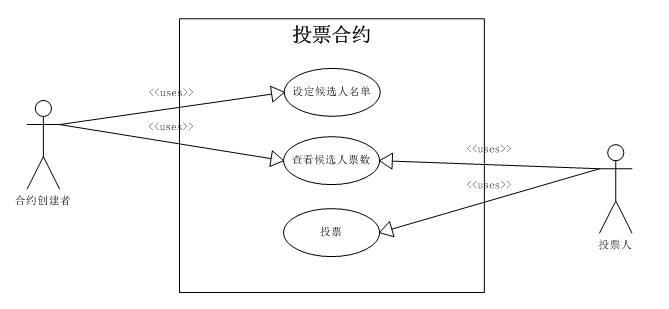 投票合约
设定候选人名单
<<uses>>
<<uses>>
查看候选人票数
<<uses>>
<<uses>>
合约创建者
投票
投票人